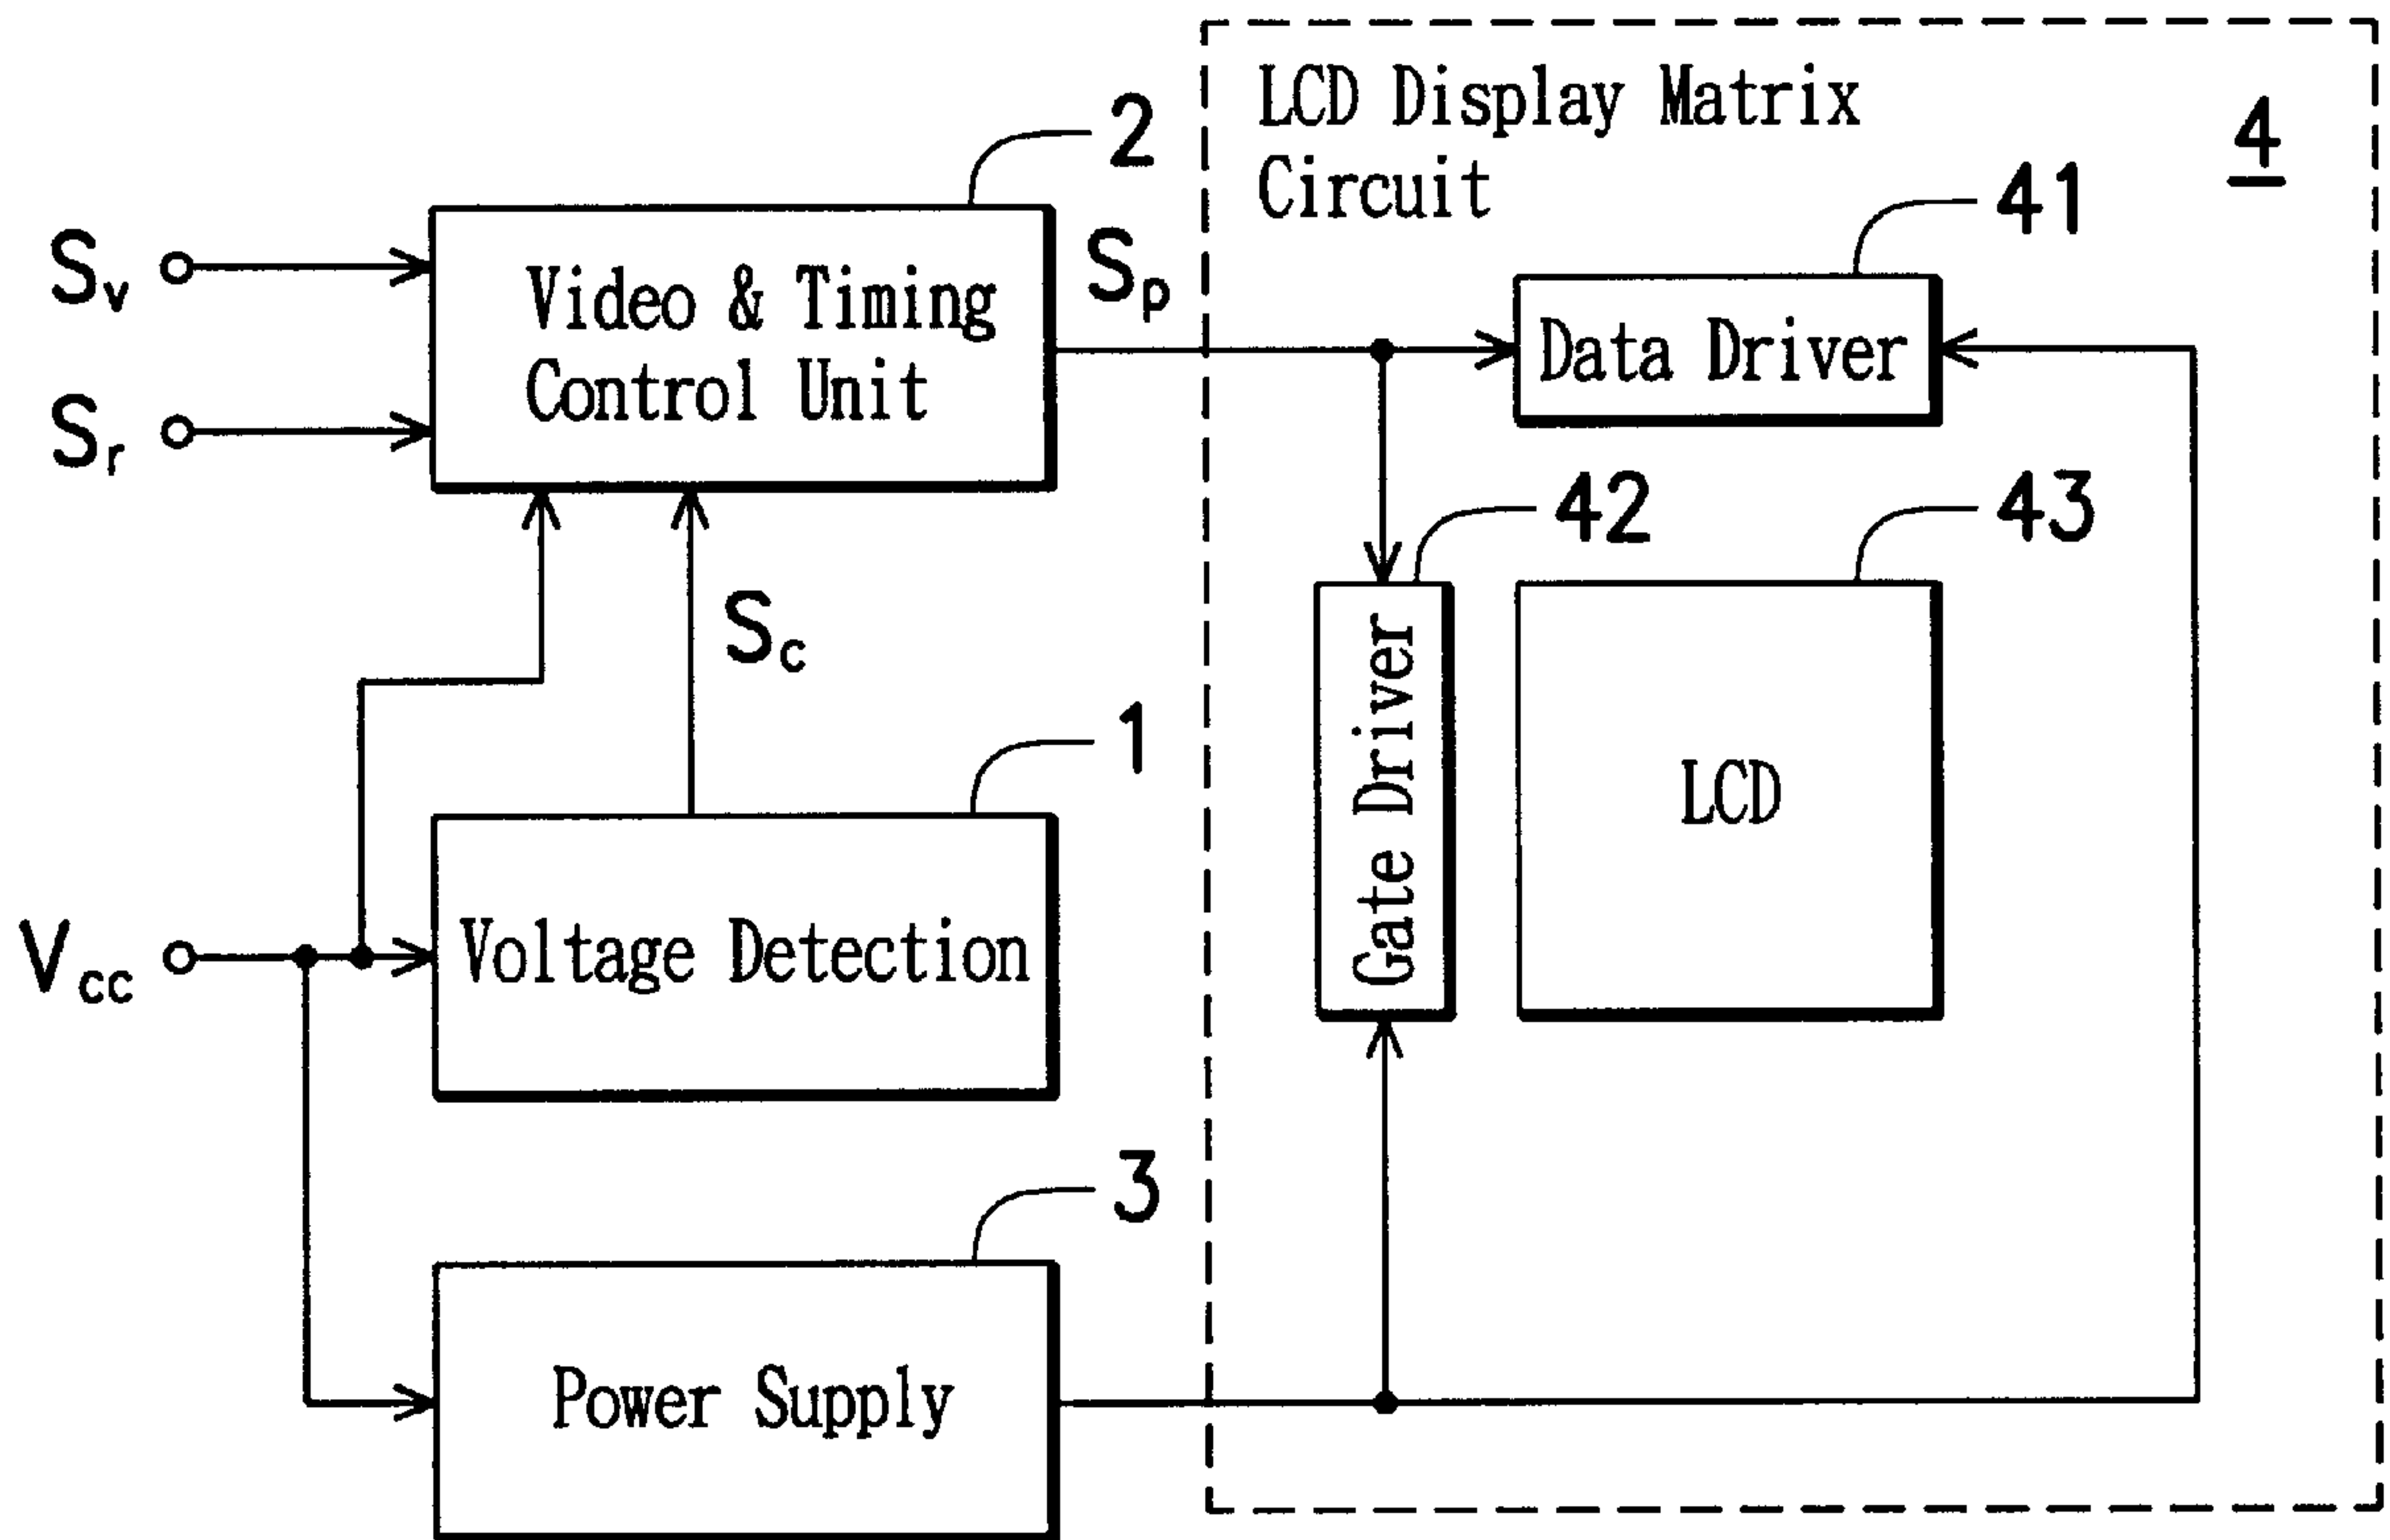 LCD Display Matrix
Circuit
4
2
41
Sv
Video & Timing
Control Unit
Sp
Data Driver
Sr
42
43
Sc
Gate Driver
LCD
1
Vcc
Voltage Detection
3
Power Supply